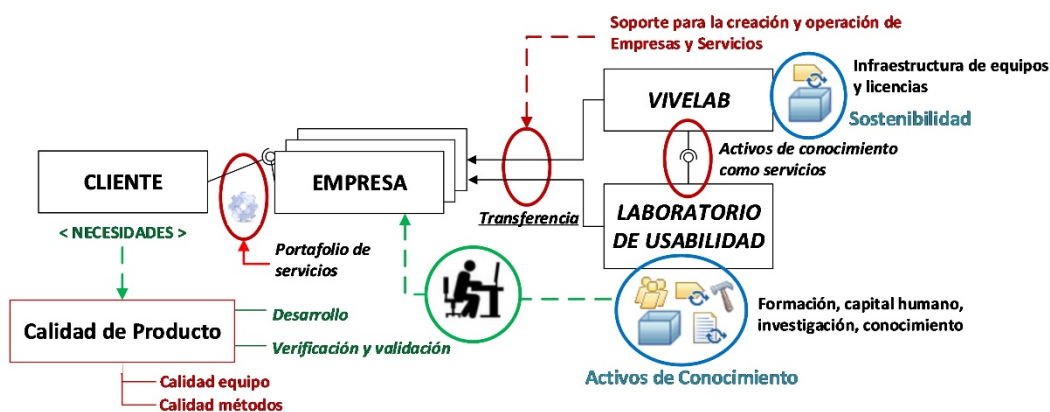 Soporte para la creación y operación de
Empresas y Servicios
Infraestructura de equipos
y licencias
Sostenibilidad
VIVELAB
Activos de conocimiento
como servicios
CLIENTE
EMPRESA
Transferencia
LABORATORIO
DE USABILIDAD
< NECESIDADES >
Portafolio de
servicios
Calidad de Producto
Desarrollo
Verificación y validación
Formación, capital humano,
investigación, conocimiento
Activos de Conocimiento
Calidad equipo
Calidad métodos